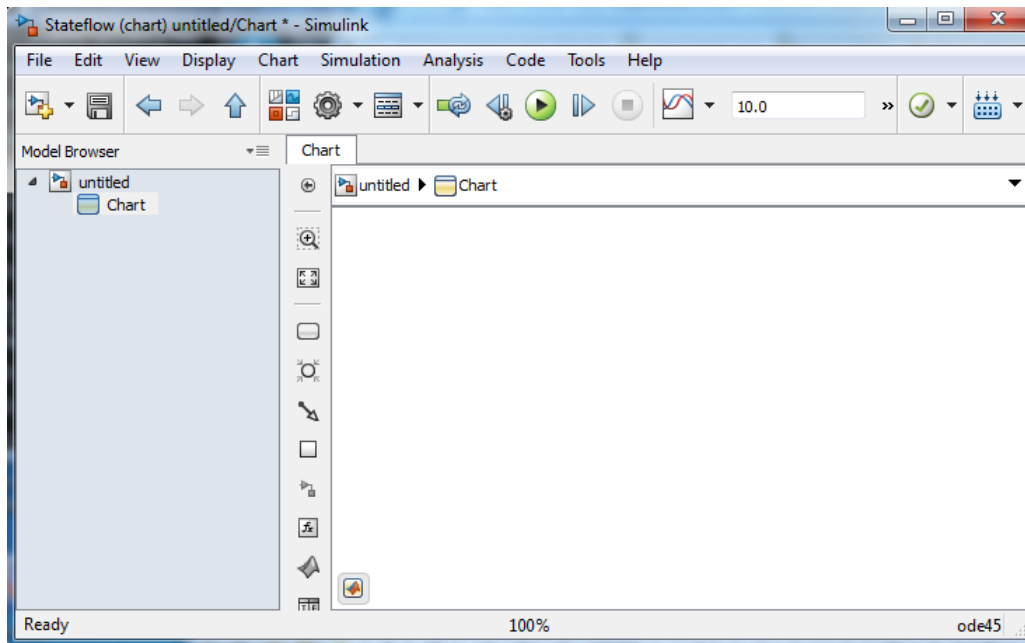 Stateflow (chart) untitled/Chart * - Simulink
File Edit View Display Chart Simulation Analysis Code Tools Help
10.0 »
Model Browser
Chart
untitled
Chart
untitled Chart
fx
Ready 100% ode45